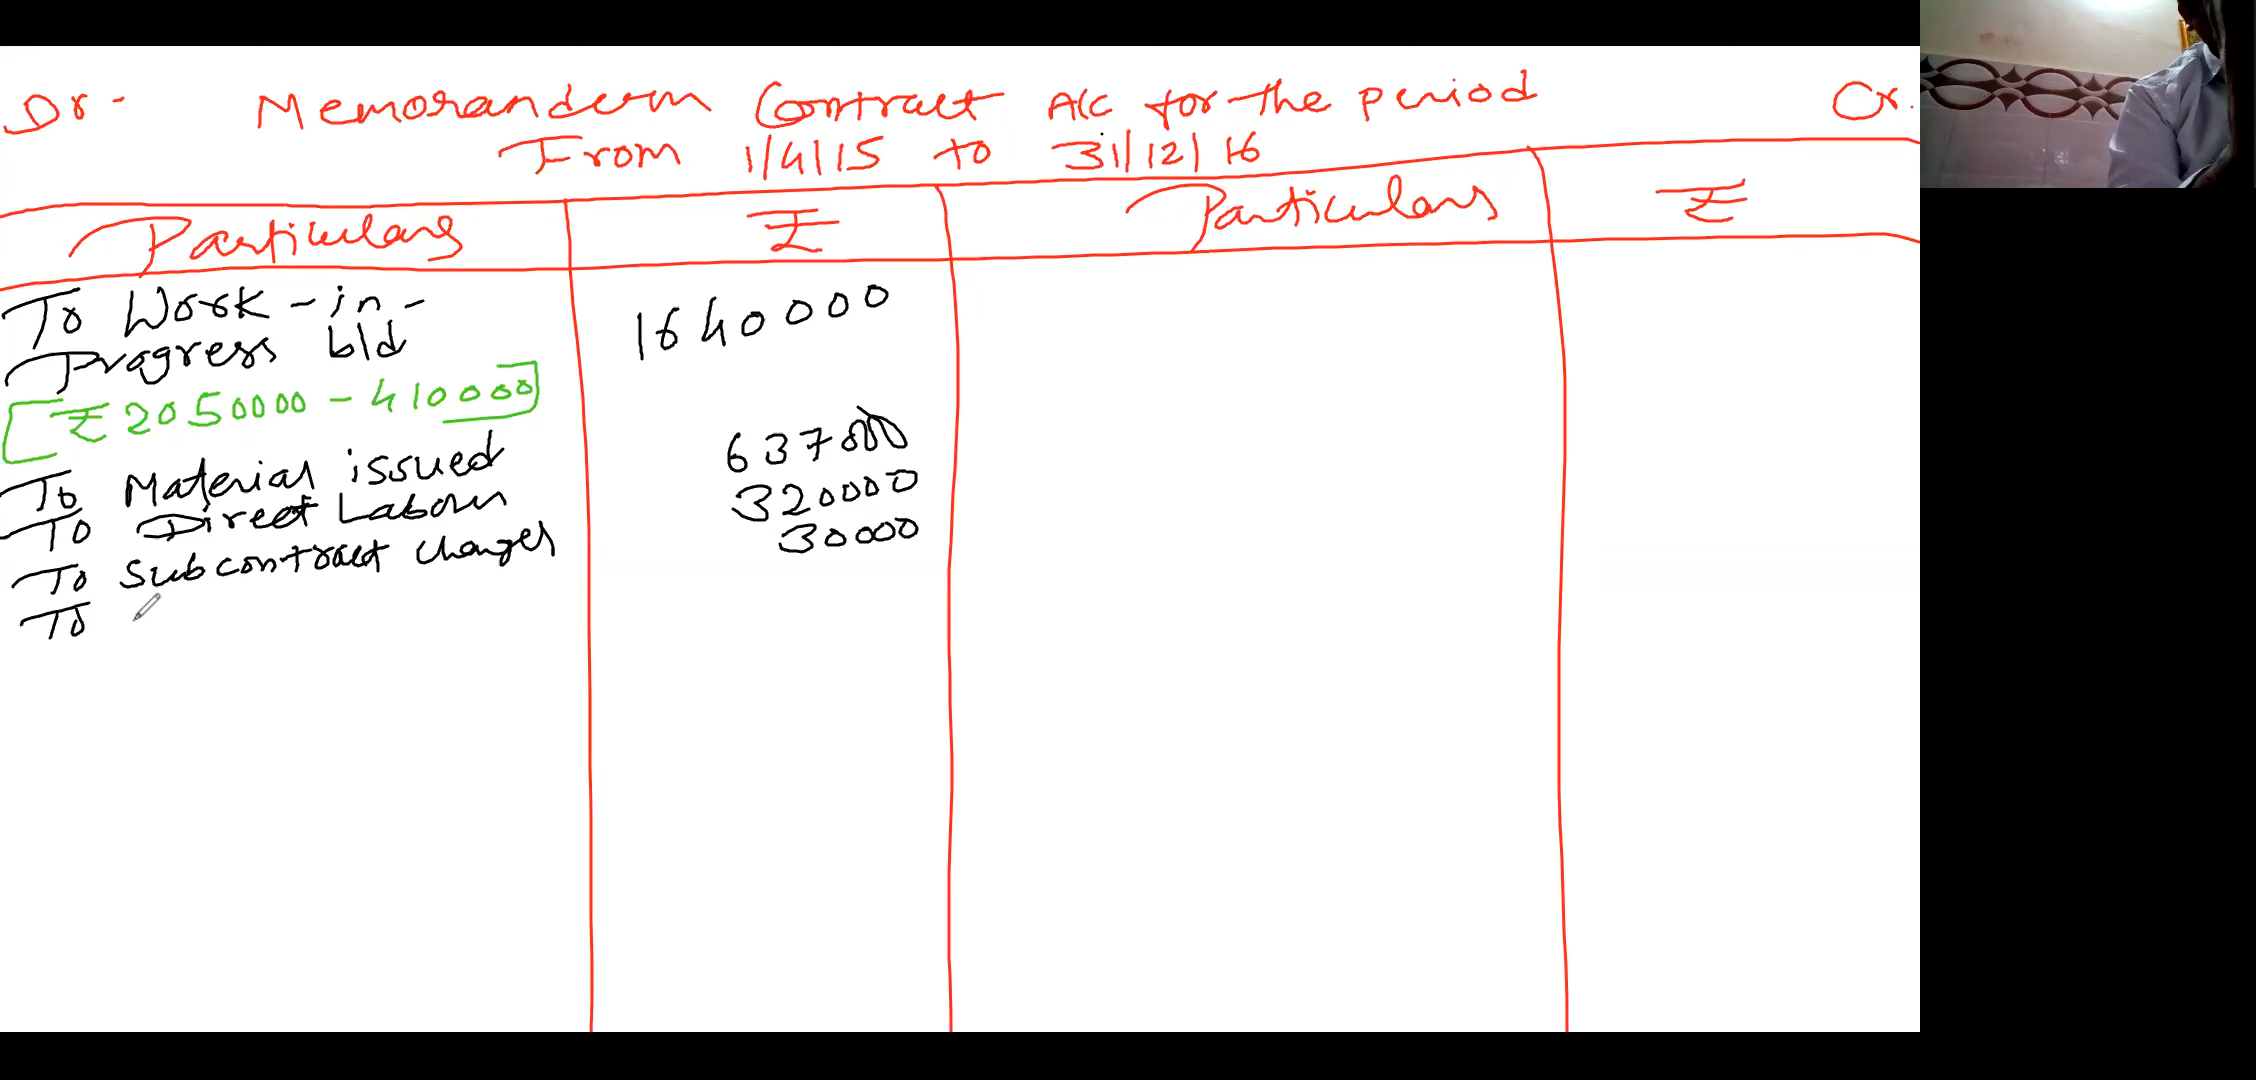 Dr- Memorandum Contract A/C for the period Cr.
From 1/4/15 to 31/12/16
Particulars ₹ Particulars ₹
To Work-in-
Progress b/d 1640000
[₹ 2050000 - 410000]
To Material issued 637000
To Direct Labour 320000
To Subcontract charges 30000
To